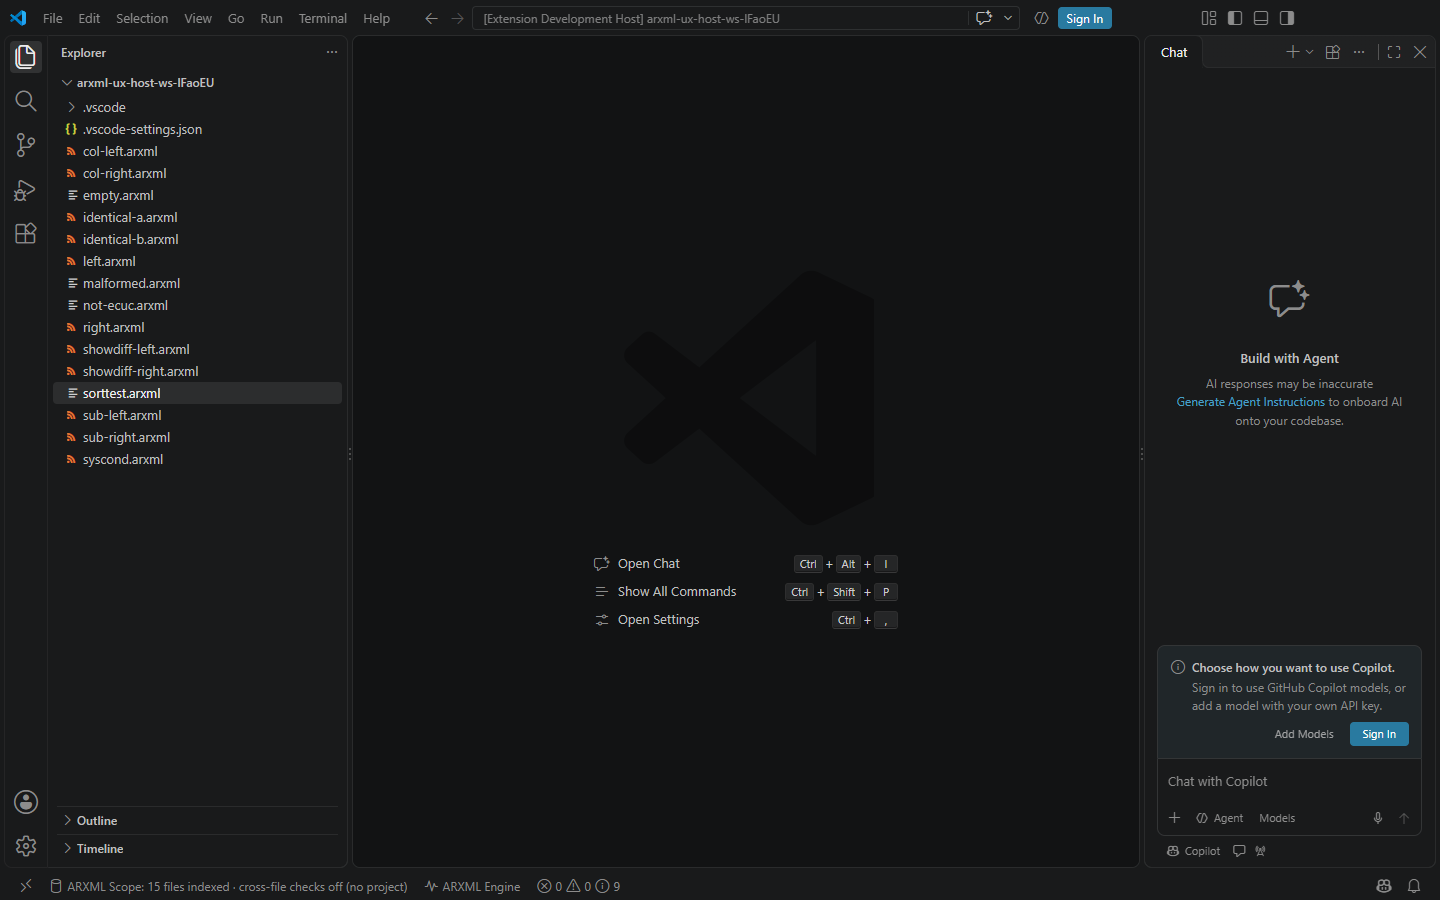 File Edit Selection View Go Run Terminal Help
[Extension Development Host] arxml-ux-host-ws-lFaoEU
Sign In
Explorer
arxml-ux-host-ws-lFaoEU
.vscode
.vscode-settings.json
col-left.arxml
col-right.arxml
empty.arxml
identical-a.arxml
identical-b.arxml
left.arxml
malformed.arxml
not-ecuc.arxml
right.arxml
showdiff-left.arxml
showdiff-right.arxml
sorttest.arxml
sub-left.arxml
sub-right.arxml
syscond.arxml
Outline
Timeline
Open Chat Ctrl + Alt + I
Show All Commands Ctrl + Shift + P
Open Settings Ctrl + ,
Chat
Build with Agent
AI responses may be inaccurate
Generate Agent Instructions to onboard AI
onto your codebase.
Choose how you want to use Copilot.
Sign in to use GitHub Copilot models, or
add a model with your own API key.
Add Models Sign In
Chat with Copilot
Agent Models
Copilot
ARXML Scope: 15 files indexed · cross-file checks off (no project) ARXML Engine 0 0 9